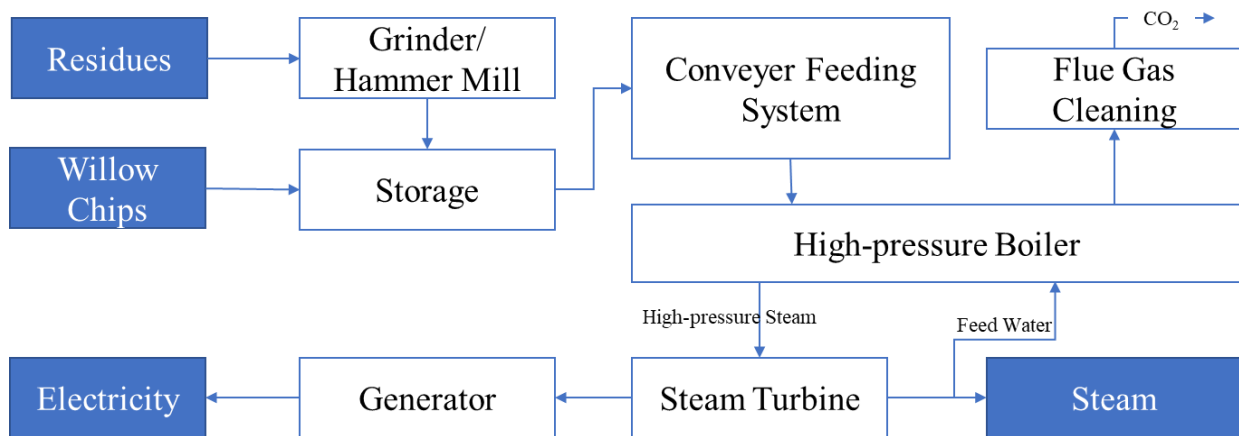 Residues
Grinder/
Hammer Mill
Conveyer Feeding
System
CO₂
Flue Gas
Cleaning
Willow
Chips
Storage
High-pressure Boiler
High-pressure Steam
Feed Water
Electricity
Generator
Steam Turbine
Steam